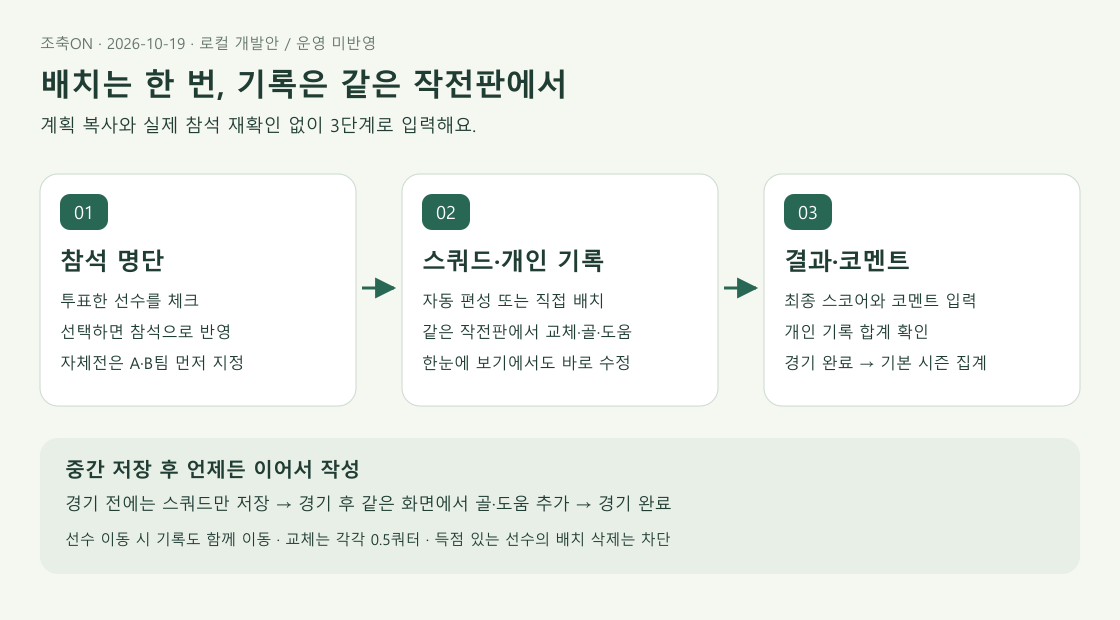 조축ON · 2026-10-19 · 로컬 개발안 / 운영 미반영
배치는 한 번, 기록은 같은 작전판에서
계획 복사와 실제 참석 재확인 없이 3단계로 입력해요.
01
참석 명단
투표한 선수를 체크
선택하면 참석으로 반영
자체전은 A·B팀 먼저 지정
02
스쿼드·개인 기록
자동 편성 또는 직접 배치
같은 작전판에서 교체·골·도움
한눈에 보기에서도 바로 수정
03
결과·코멘트
최종 스코어와 코멘트 입력
개인 기록 합계 확인
경기 완료 → 기본 시즌 집계
중간 저장 후 언제든 이어서 작성
경기 전에는 스쿼드만 저장 → 경기 후 같은 화면에서 골·도움 추가 → 경기 완료
선수 이동 시 기록도 함께 이동 · 교체는 각각 0.5쿼터 · 득점 있는 선수의 배치 삭제는 차단